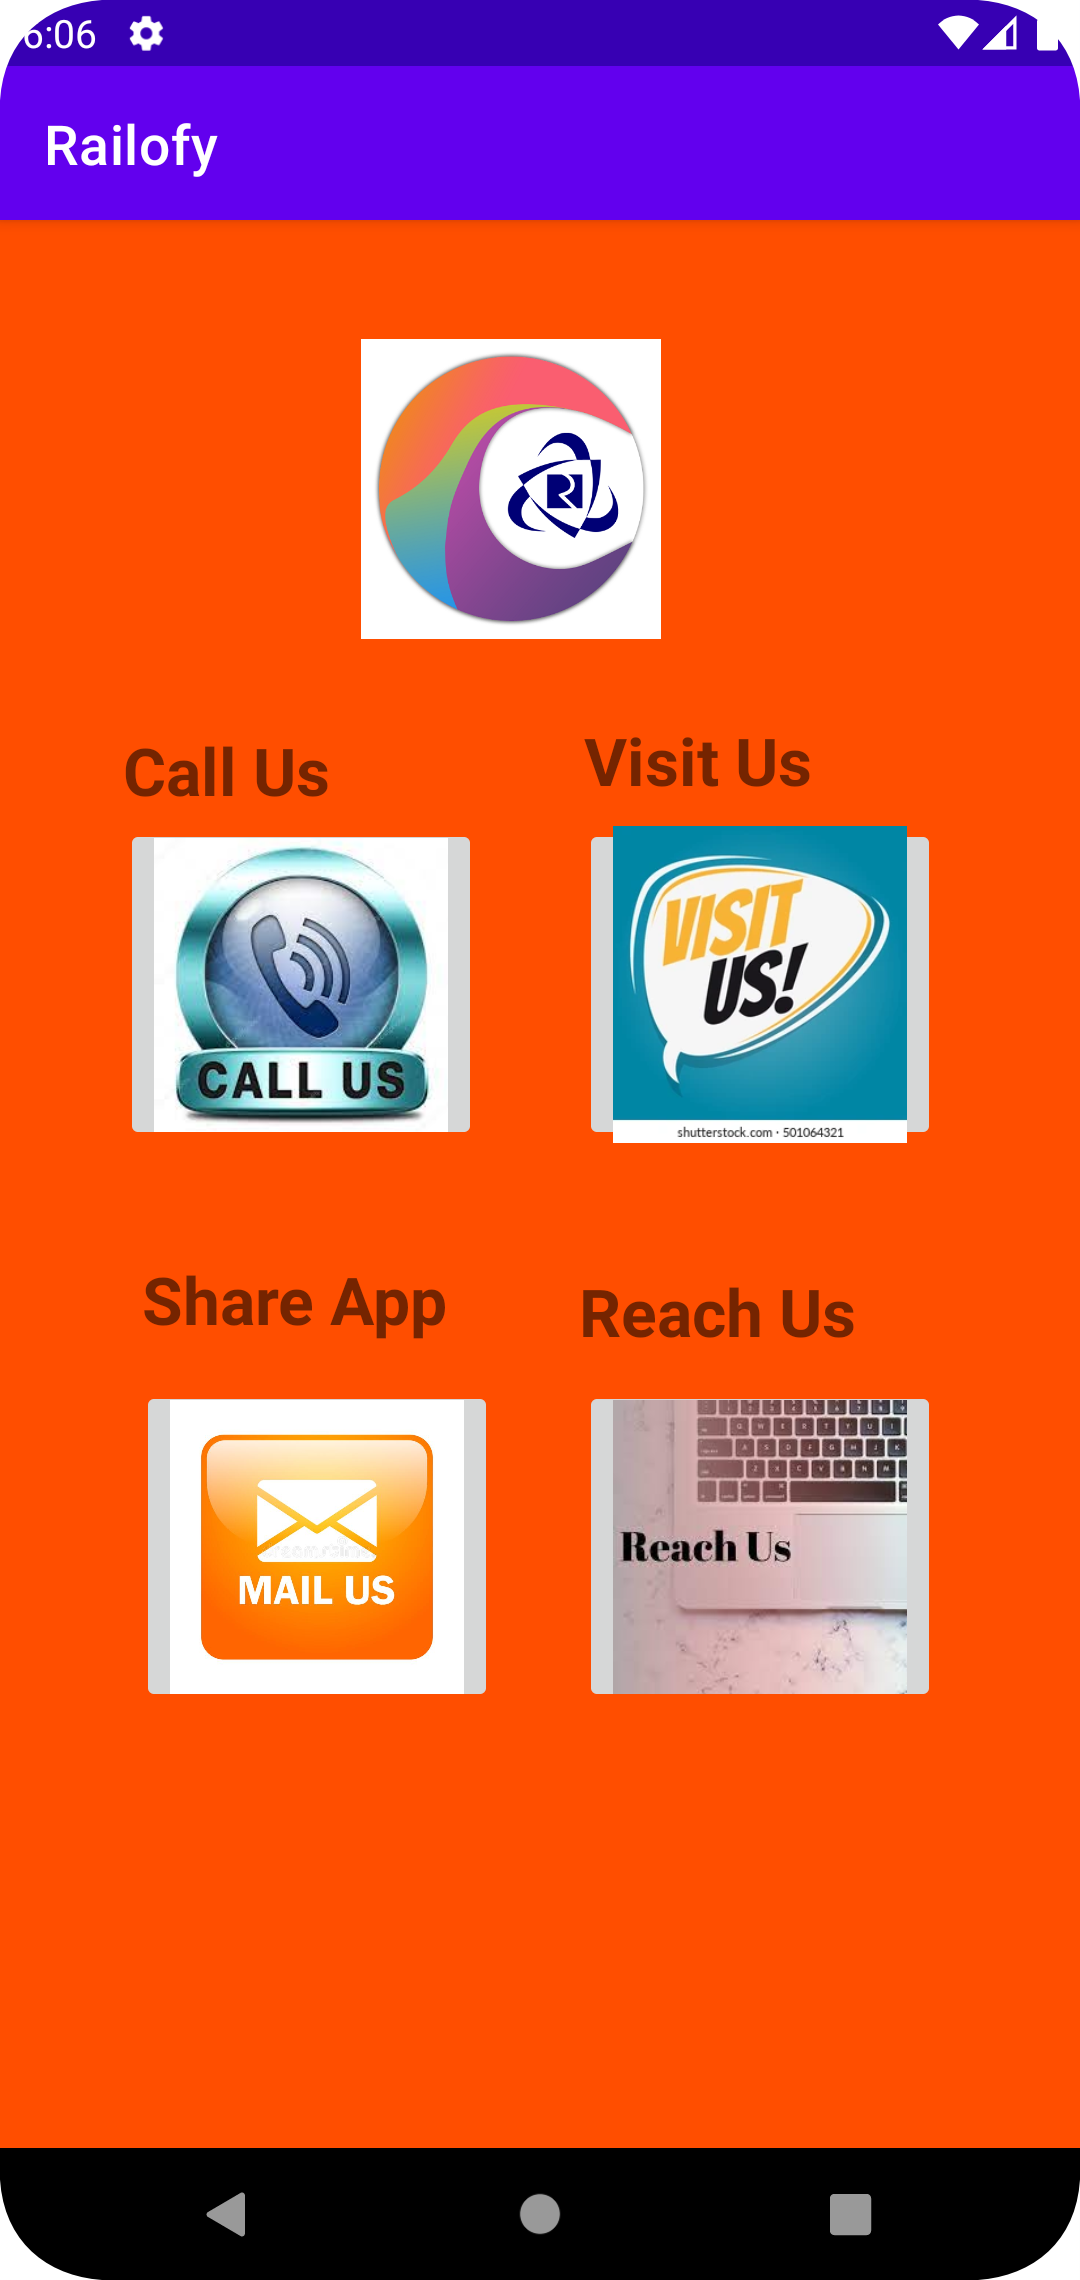 6:06
Railofy
Call Us
Visit Us
CALL US
VISIT
US!
shutterstock.com · 501064321
Share App
Reach Us
MAIL US
Reach Us